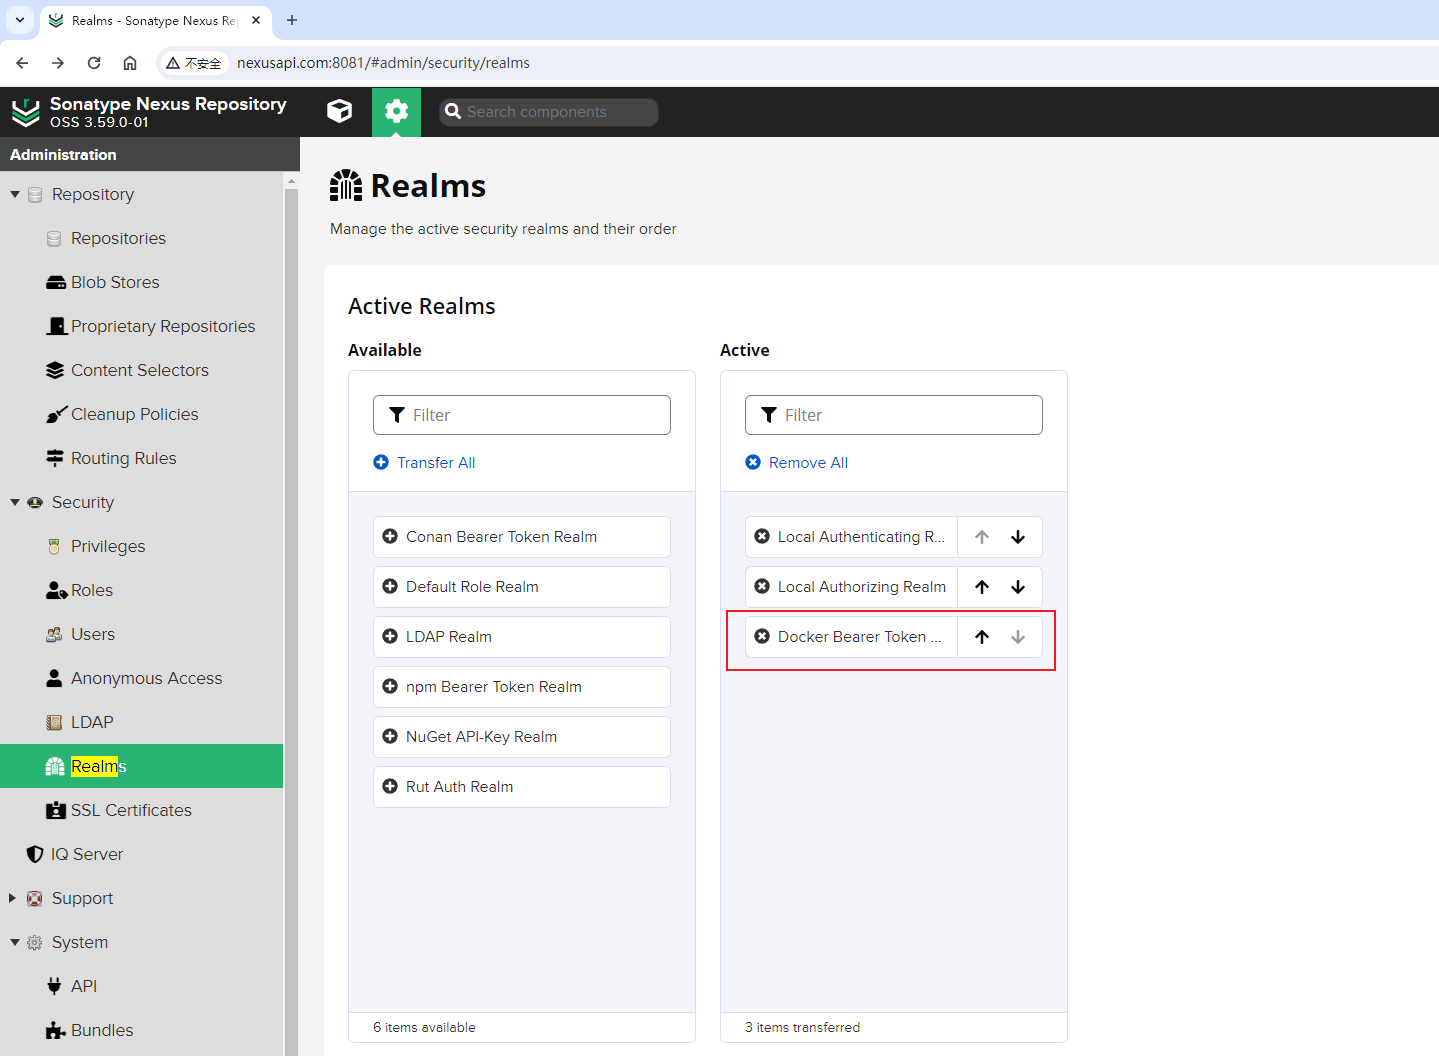 Realms - Sonatype Nexus Re
不安全
nexusapi.com:8081/#admin/security/realms
Sonatype Nexus Repository
OSS 3.59.0-01
Search components
Administration
Repository
Repositories
Blob Stores
Proprietary Repositories
Content Selectors
Cleanup Policies
Routing Rules
Security
Privileges
Roles
Users
Anonymous Access
LDAP
Realms
SSL Certificates
IQ Server
Support
System
API
Bundles
Realms
Manage the active security realms and their order
Active Realms
Available
Filter
Transfer All
Conan Bearer Token Realm
Default Role Realm
LDAP Realm
npm Bearer Token Realm
NuGet API-Key Realm
Rut Auth Realm
6 items available
Active
Filter
Remove All
Local Authenticating R...
Local Authorizing Realm
Docker Bearer Token ...
3 items transferred